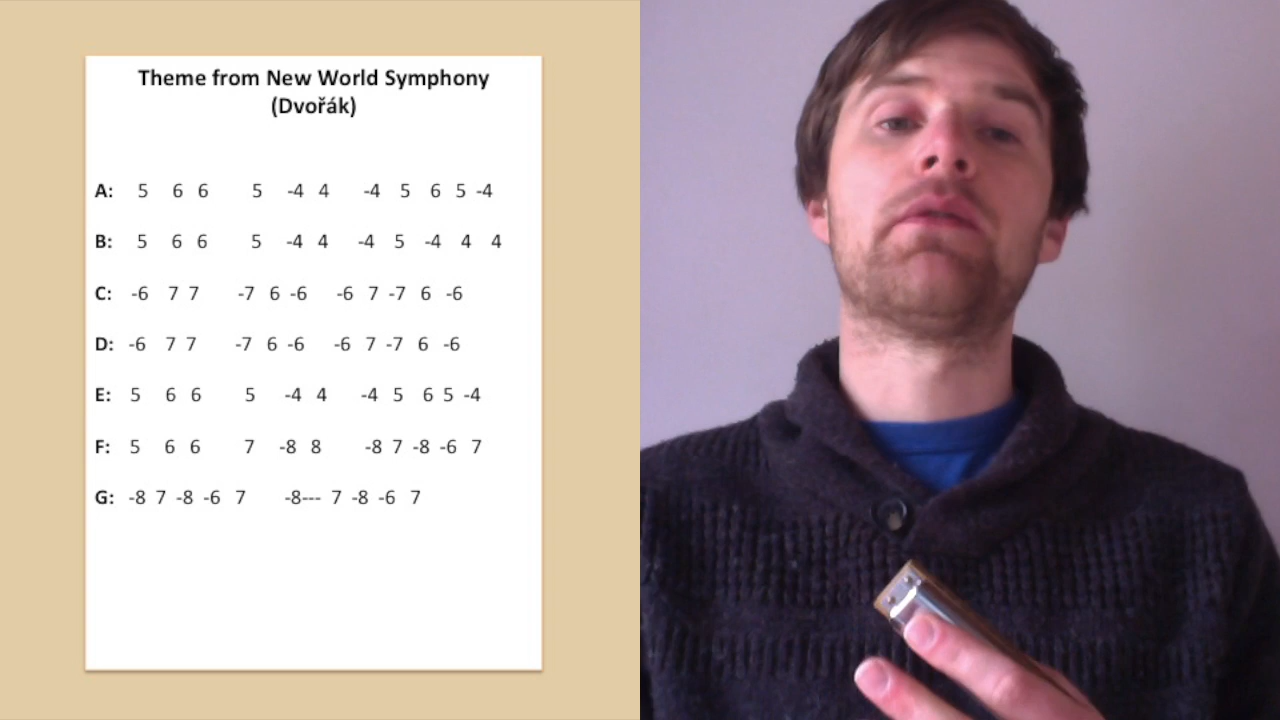 Theme from New World Symphony
(Dvořák)
A: 5 6 6 5 -4 4 -4 5 6 5 -4
B: 5 6 6 5 -4 4 -4 5 -4 4 4
C: -6 7 7 -7 6 -6 -6 7 -7 6 -6
D: -6 7 7 -7 6 -6 -6 7 -7 6 -6
E: 5 6 6 5 -4 4 -4 5 6 5 -4
F: 5 6 6 7 -8 8 -8 7 -8 -6 7
G: -8 7 -8 -6 7 -8--- 7 -8 -6 7